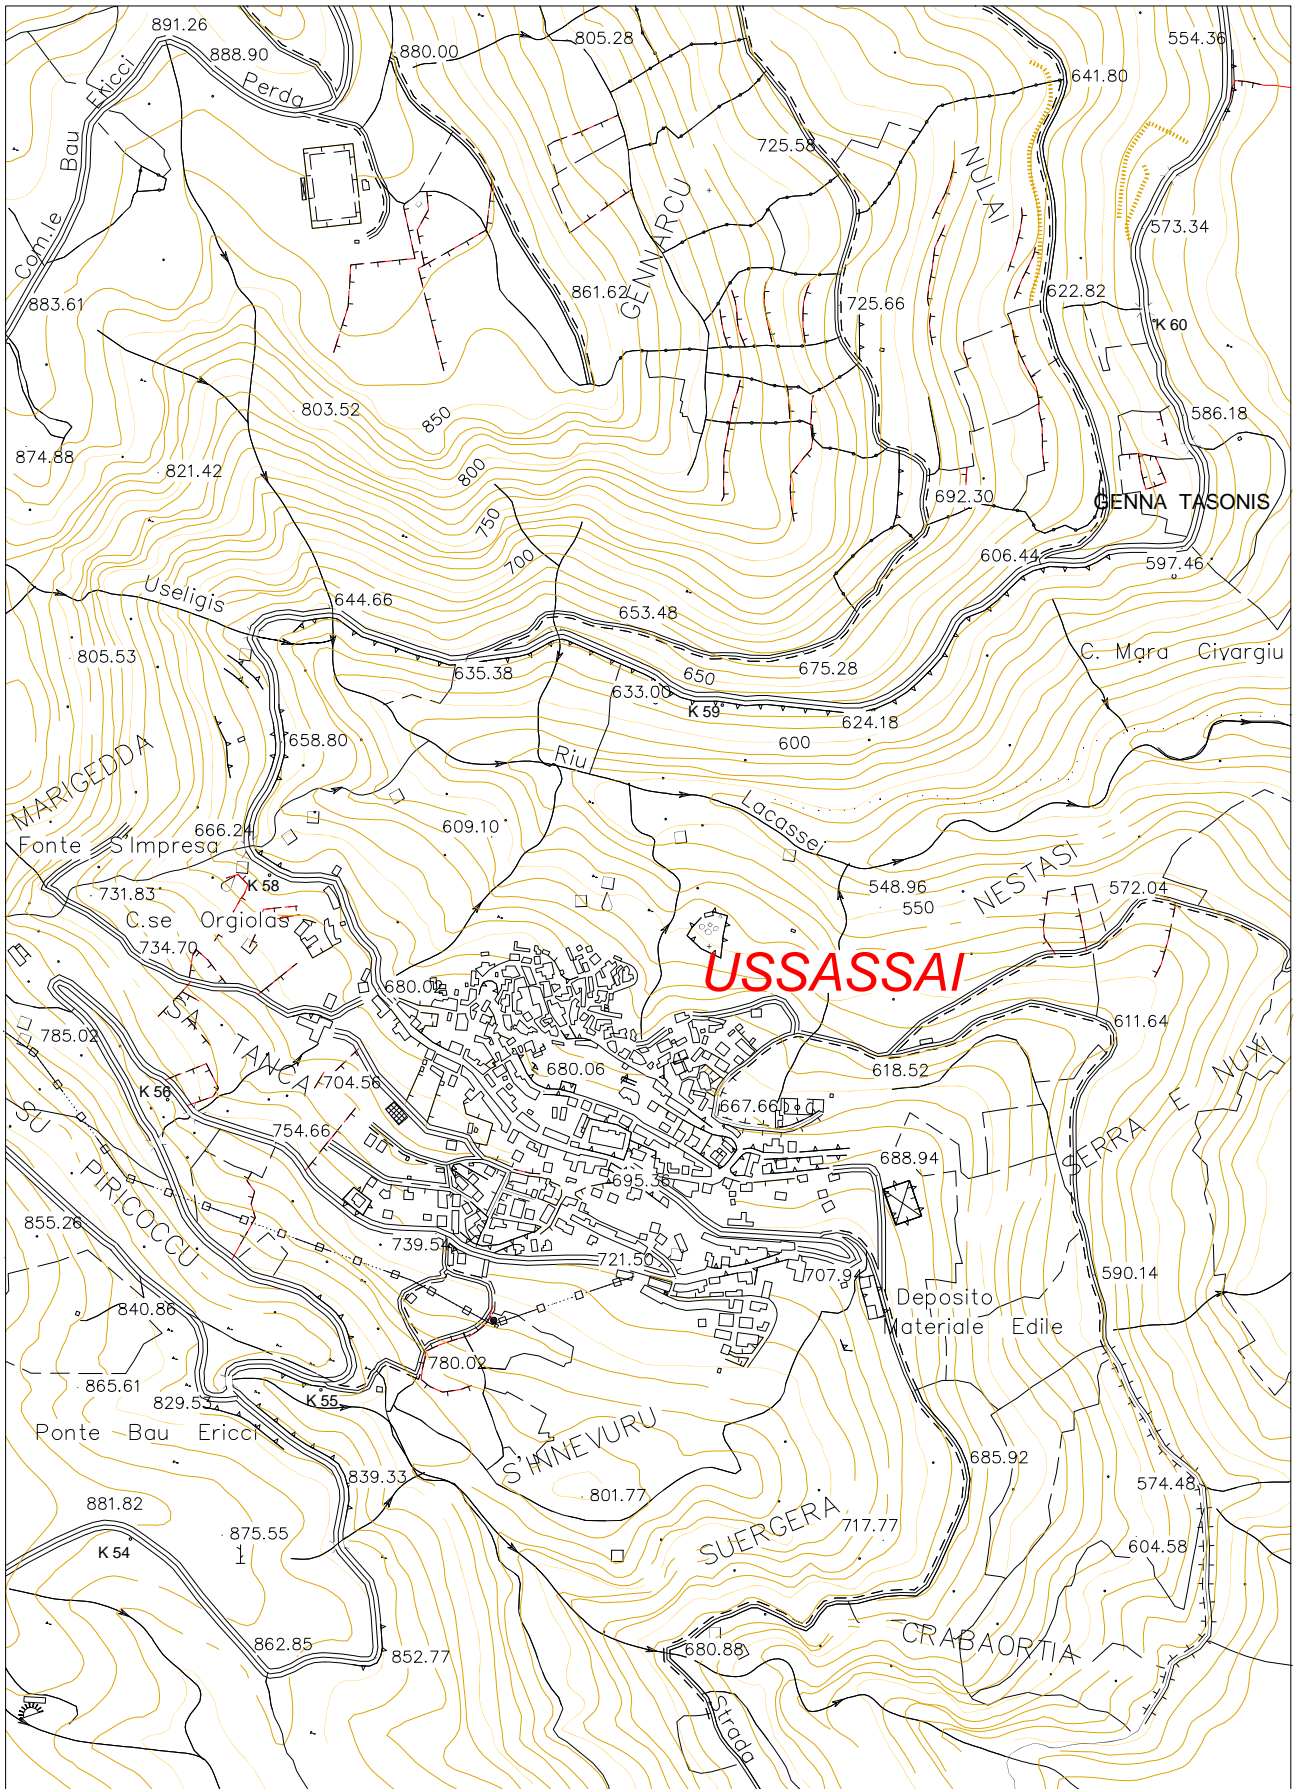 891.26
888.90
880.00
805.28
554.36
641.80
Com.le Bau Ericci
Perda
725.58
NULAI
573.34
GENNARCU
883.61
861.62
725.66
622.82
K 60
803.52
850
586.18
874.88
821.42
800
692.30
GENNA TASONIS
750
700
606.44
597.46
Useligis
644.66
653.48
805.53
635.38
675.28
C. Mara Civargiu
650
633.00
K 59
624.18
658.80
600
MARIGEDDA
Riu
Lacassei
666.24
609.10
Fonte S'Impresa
K 58
731.83
548.96
NESTASI
572.04
C.se Orgiolas
550
734.70
USSASSAI
680.02
SA TANCA
785.02
611.64
680.06
618.52
NUXI
K 56
704.56
667.66
SU PIRICOCCU
754.66
688.94
SERRA E
695.36
855.26
739.54
721.50
707.94
590.14
840.86
Deposito
Materiale Edile
780.02
865.61
829.53
K 55
Ponte Bau Ericci
S'INNEVURU
685.92
839.33
574.48
881.82
801.77
875.55
SUERGERA
717.77
K 54
604.58
862.85
852.77
680.88
CRABAORTIA
Strada